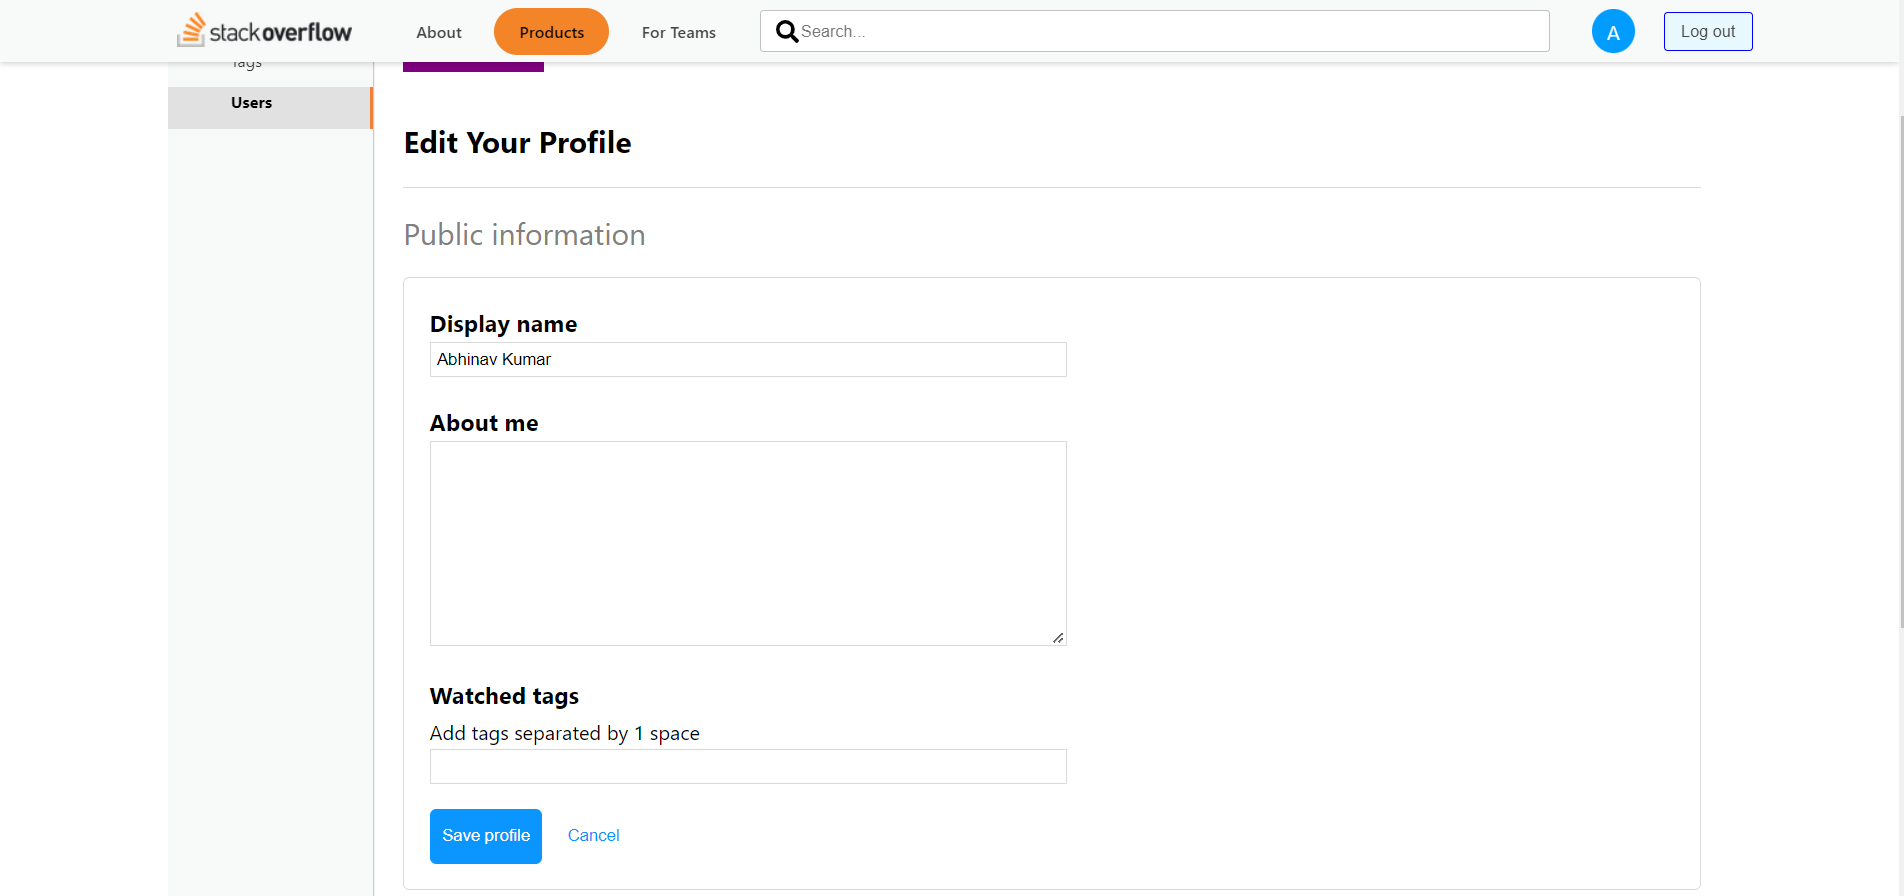 stackoverflow
About
Products
For Teams
Search...
A
Log out
Tags
Users
Edit Your Profile
Public information
Display name
Abhinav Kumar
About me
Watched tags
Add tags separated by 1 space
Save profile
Cancel